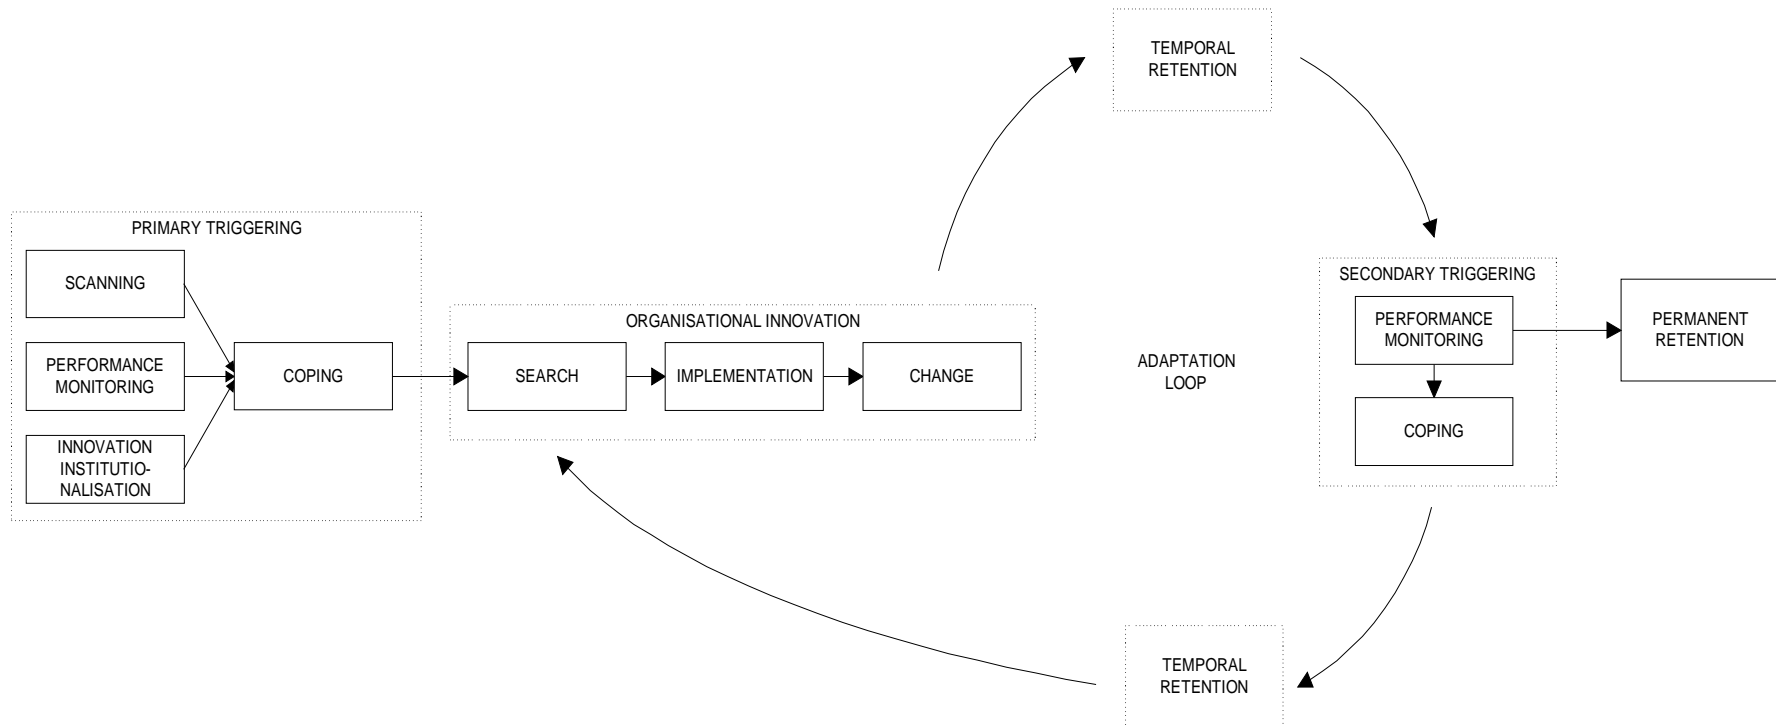 TEMPORAL
RETENTION
PRIMARY TRIGGERING
SCANNING
PERFORMANCE
MONITORING
INNOVATION
INSTITUTIO-
NALISATION
COPING
ORGANISATIONAL INNOVATION
SEARCH
IMPLEMENTATION
CHANGE
ADAPTATION
LOOP
SECONDARY TRIGGERING
PERFORMANCE
MONITORING
COPING
PERMANENT
RETENTION
TEMPORAL
RETENTION